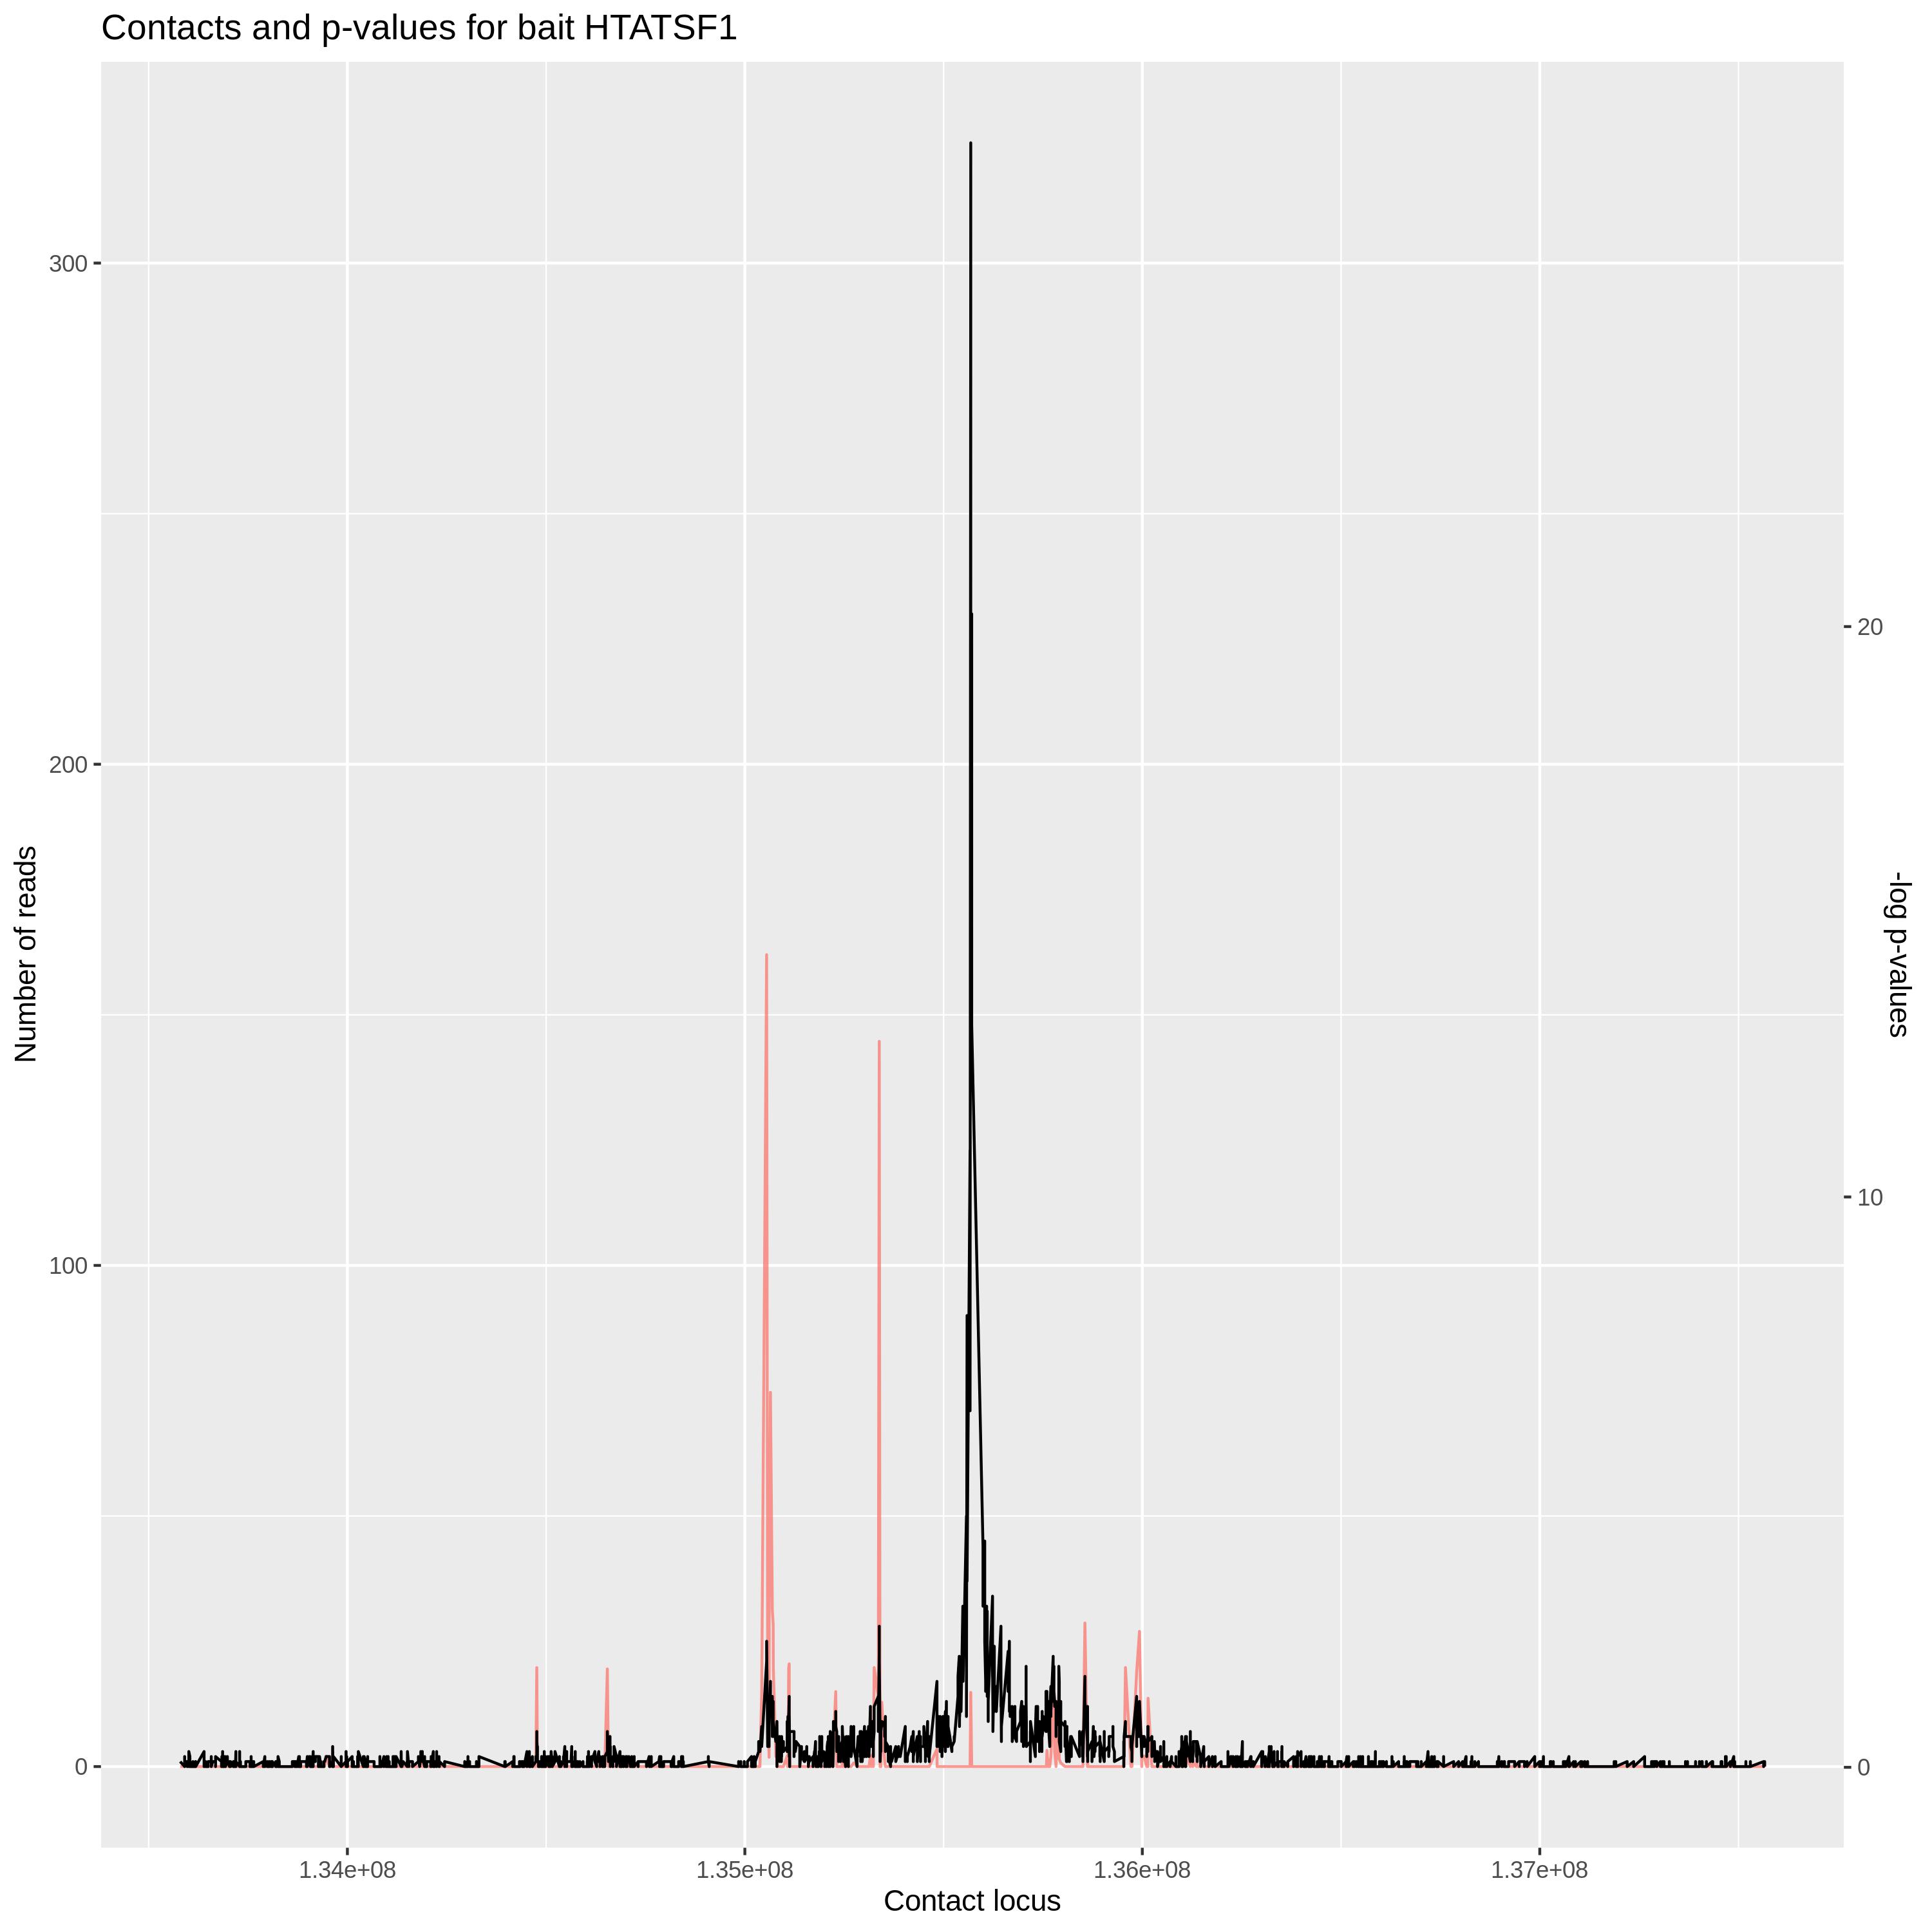 Contacts and p-values for bait HTATSF1
300
200
100
0
Number of reads
20
10
0
-log p-values
1.34e+08 1.35e+08 1.36e+08 1.37e+08
Contact locus